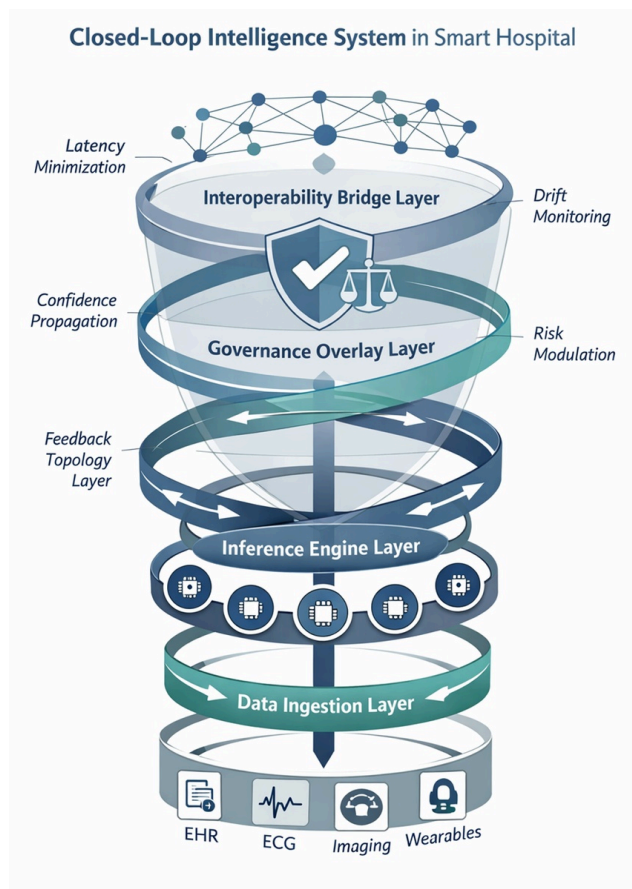 Closed-Loop Intelligence System in Smart Hospital
Latency
Minimization
Interoperability Bridge Layer
Drift
Monitoring
Confidence
Propagation
Governance Overlay Layer
Risk
Modulation
Feedback
Topology
Layer
Inference Engine Layer
Data Ingestion Layer
EHR
ECG
Imaging
Wearables